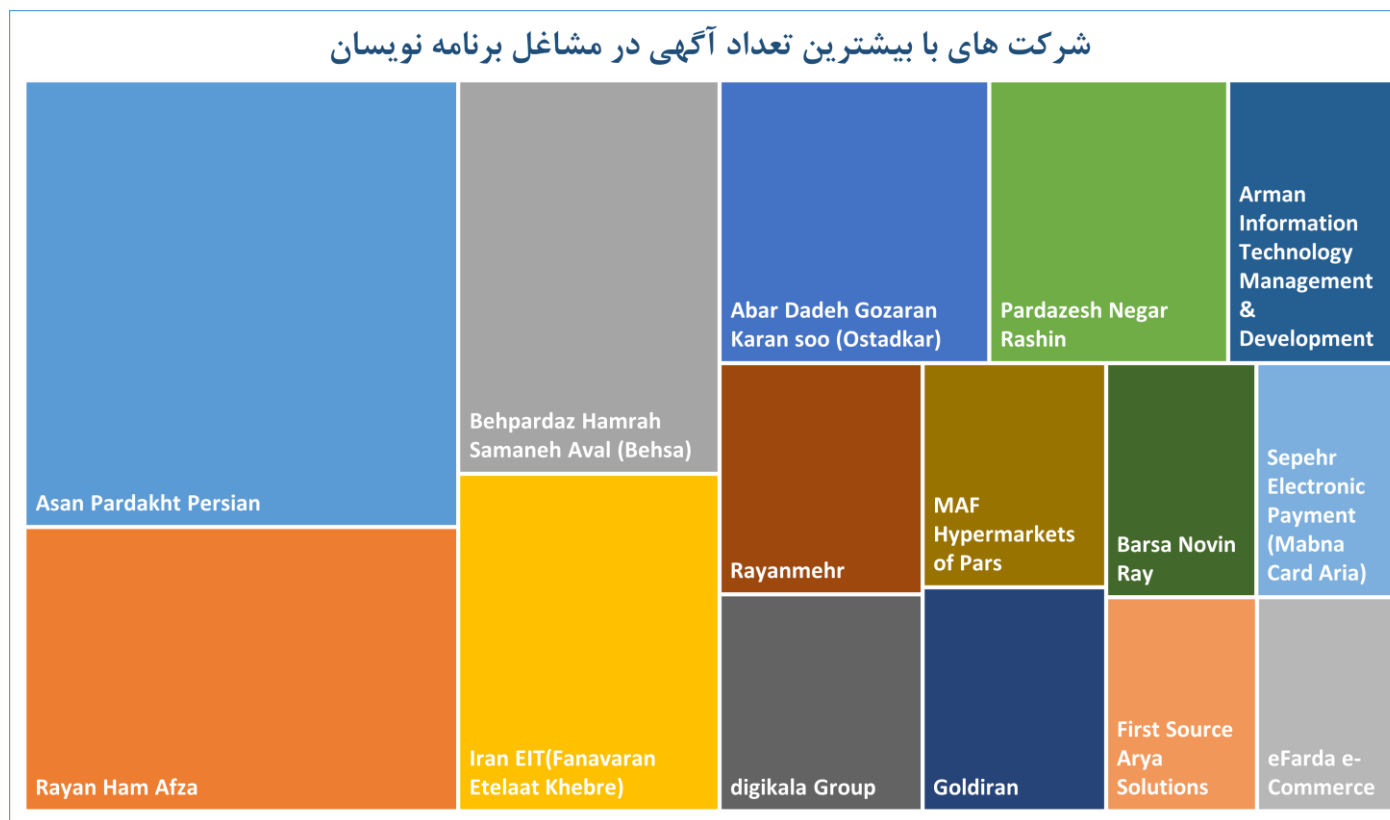 شرکت های با بیشترین تعداد آگهی در مشاغل برنامه نویسان
Asan Pardakht Persian
Rayan Ham Afza
Behpardaz Hamrah
Samaneh Aval (Behsa)
Iran EIT(Fanavaran
Etelaat Khebre)
Abar Dadeh Gozaran
Karan soo (Ostadkar)
Pardazesh Negar
Rashin
Arman
Information
Technology
Management
&
Development
Rayanmehr
MAF
Hypermarkets
of Pars
Barsa Novin
Ray
Sepehr
Electronic
Payment
(Mabna
Card Aria)
digikala Group
Goldiran
First Source
Arya
Solutions
eFarda e-
Commerce